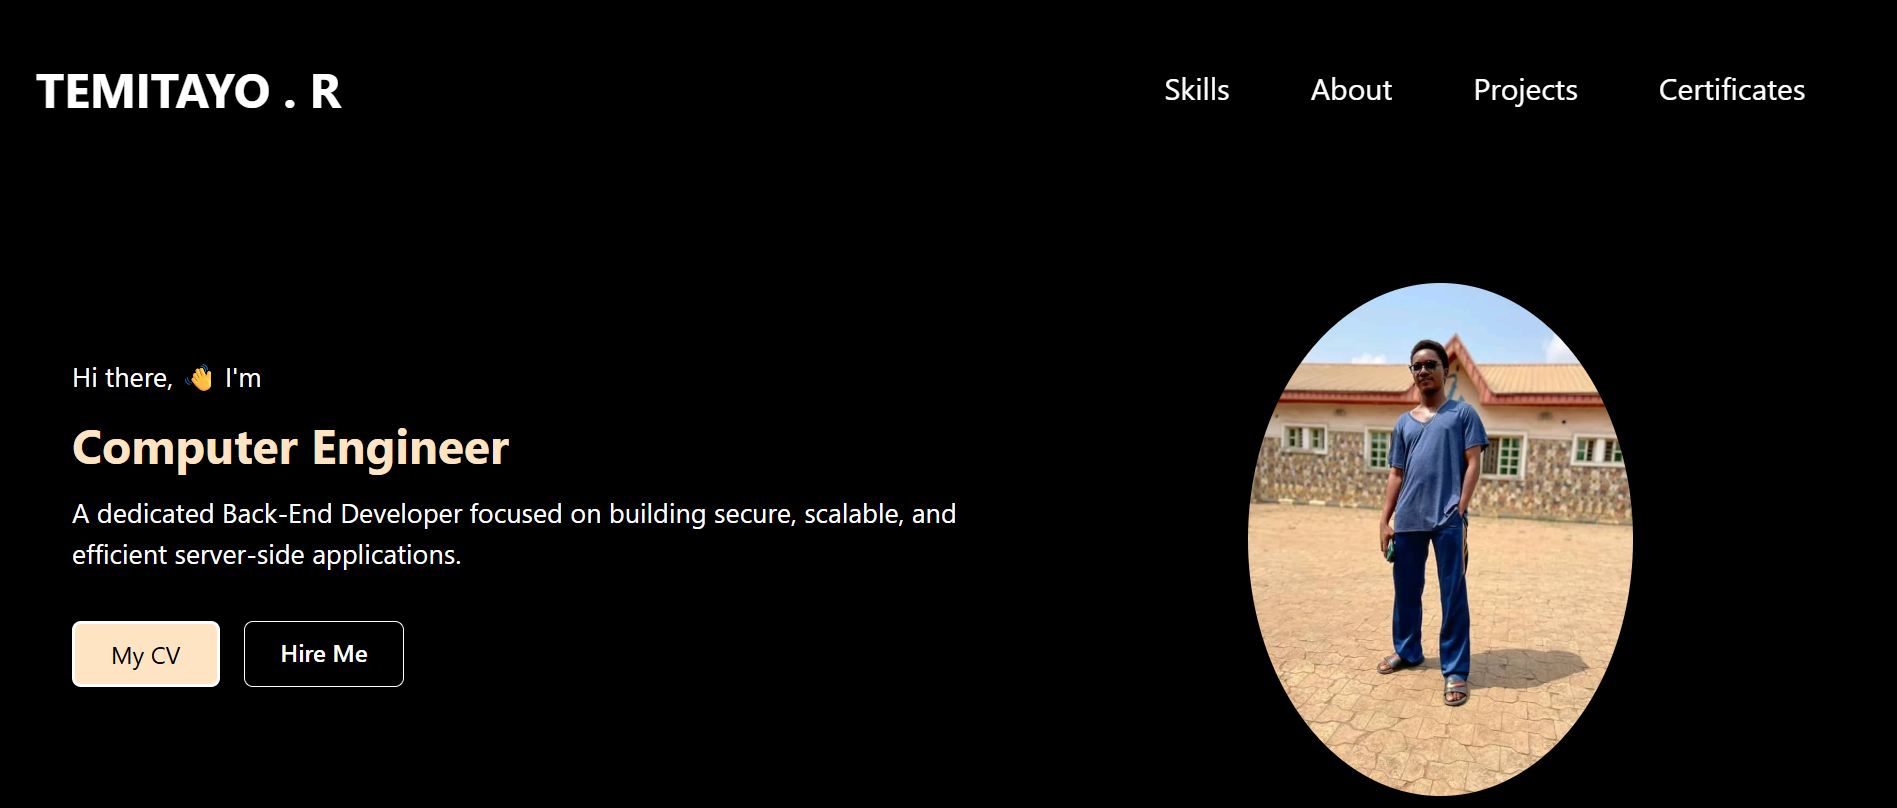 TEMITAYO . R
Skills
About
Projects
Certificates
Hi there, 👋 I'm
Computer Engineer
A dedicated Back-End Developer focused on building secure, scalable, and
efficient server-side applications.
My CV
Hire Me